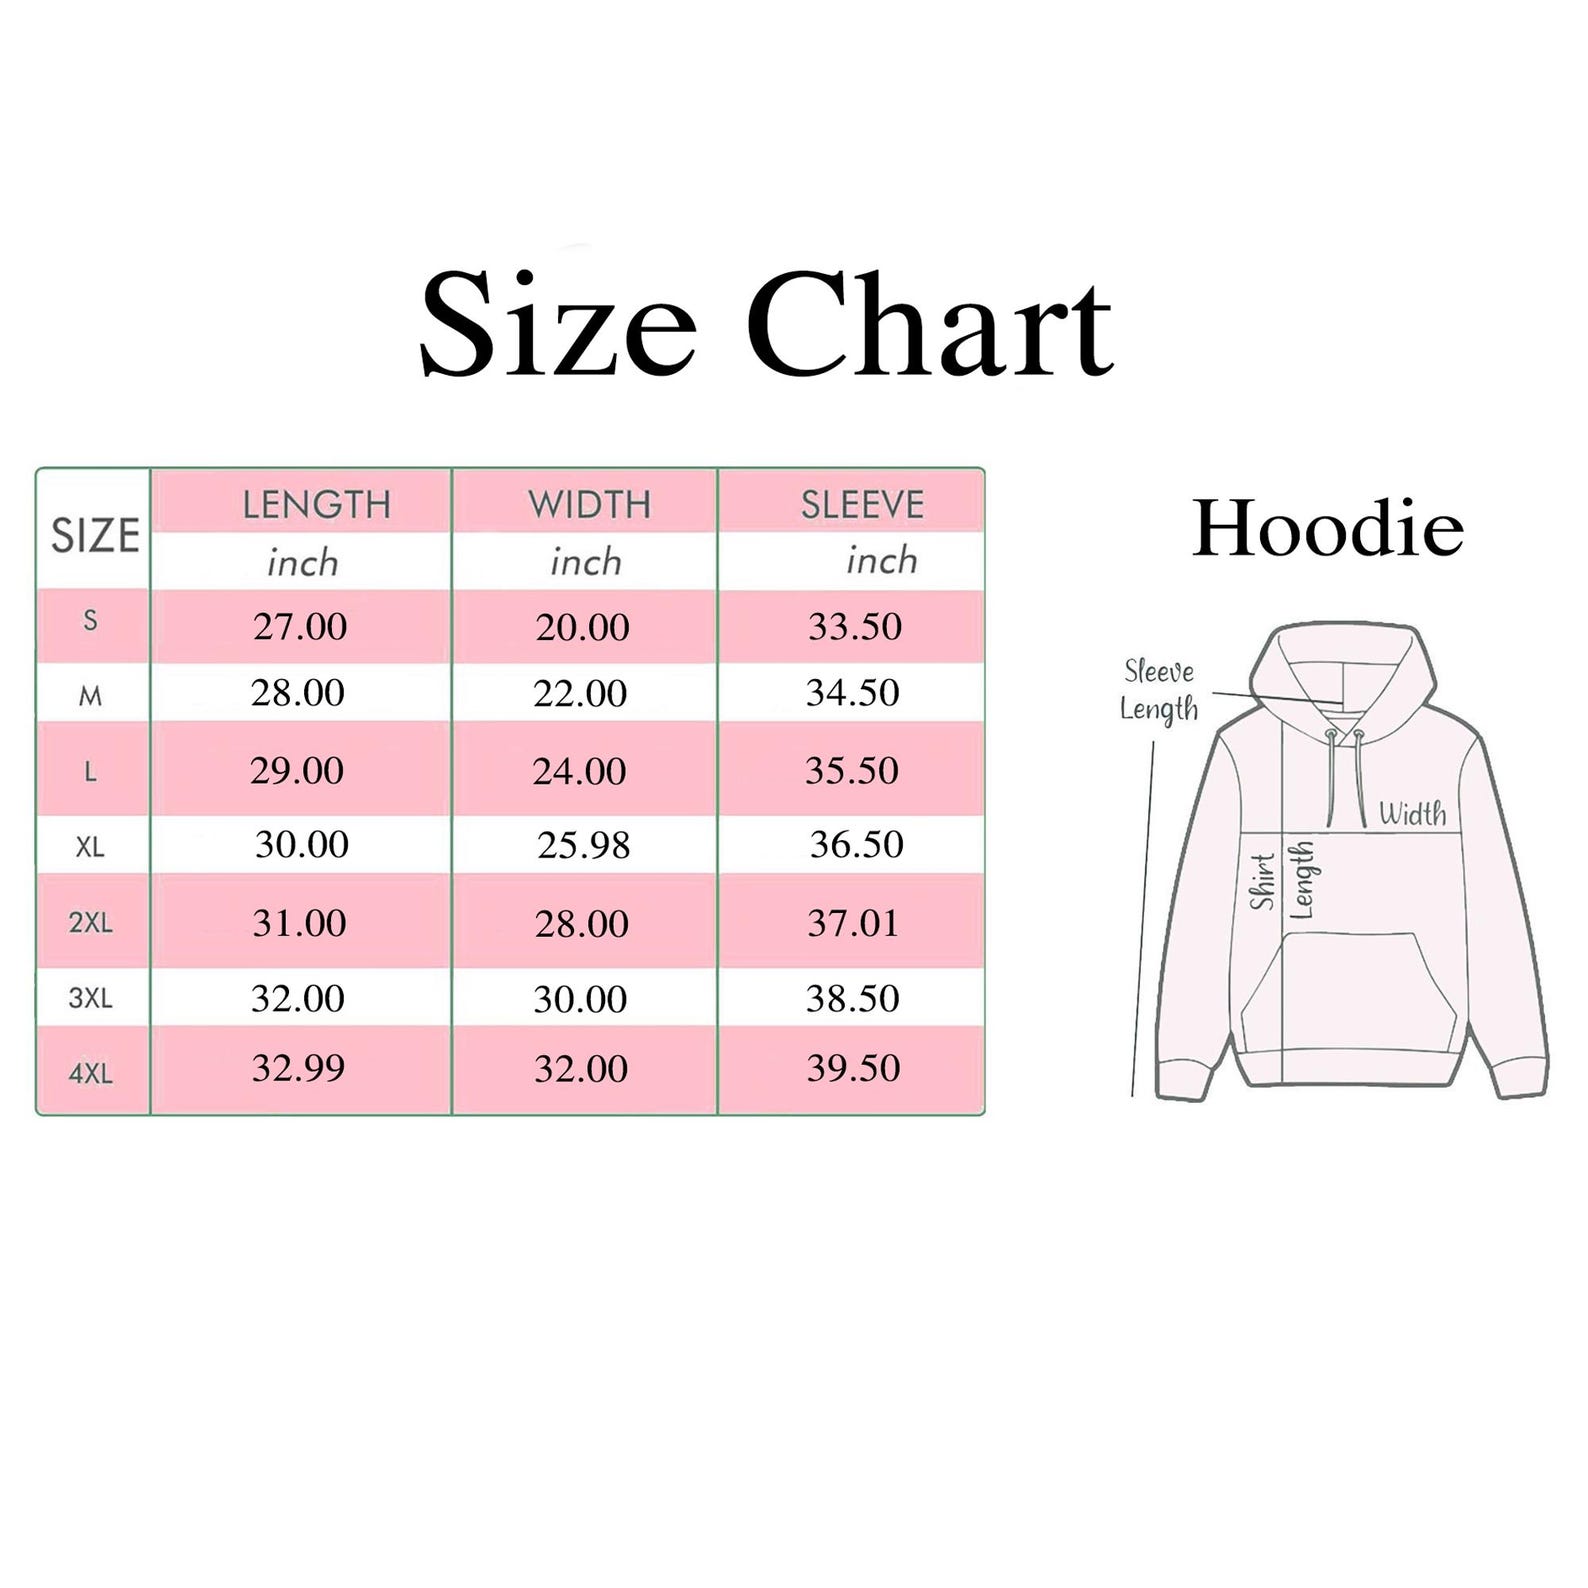 Size Chart
SIZE LENGTH WIDTH SLEEVE
inch inch inch
S 27.00 20.00 33.50
M 28.00 22.00 34.50
L 29.00 24.00 35.50
XL 30.00 25.98 36.50
2XL 31.00 28.00 37.01
3XL 32.00 30.00 38.50
4XL 32.99 32.00 39.50
Hoodie
Sleeve
Length
Width
Shirt
Length